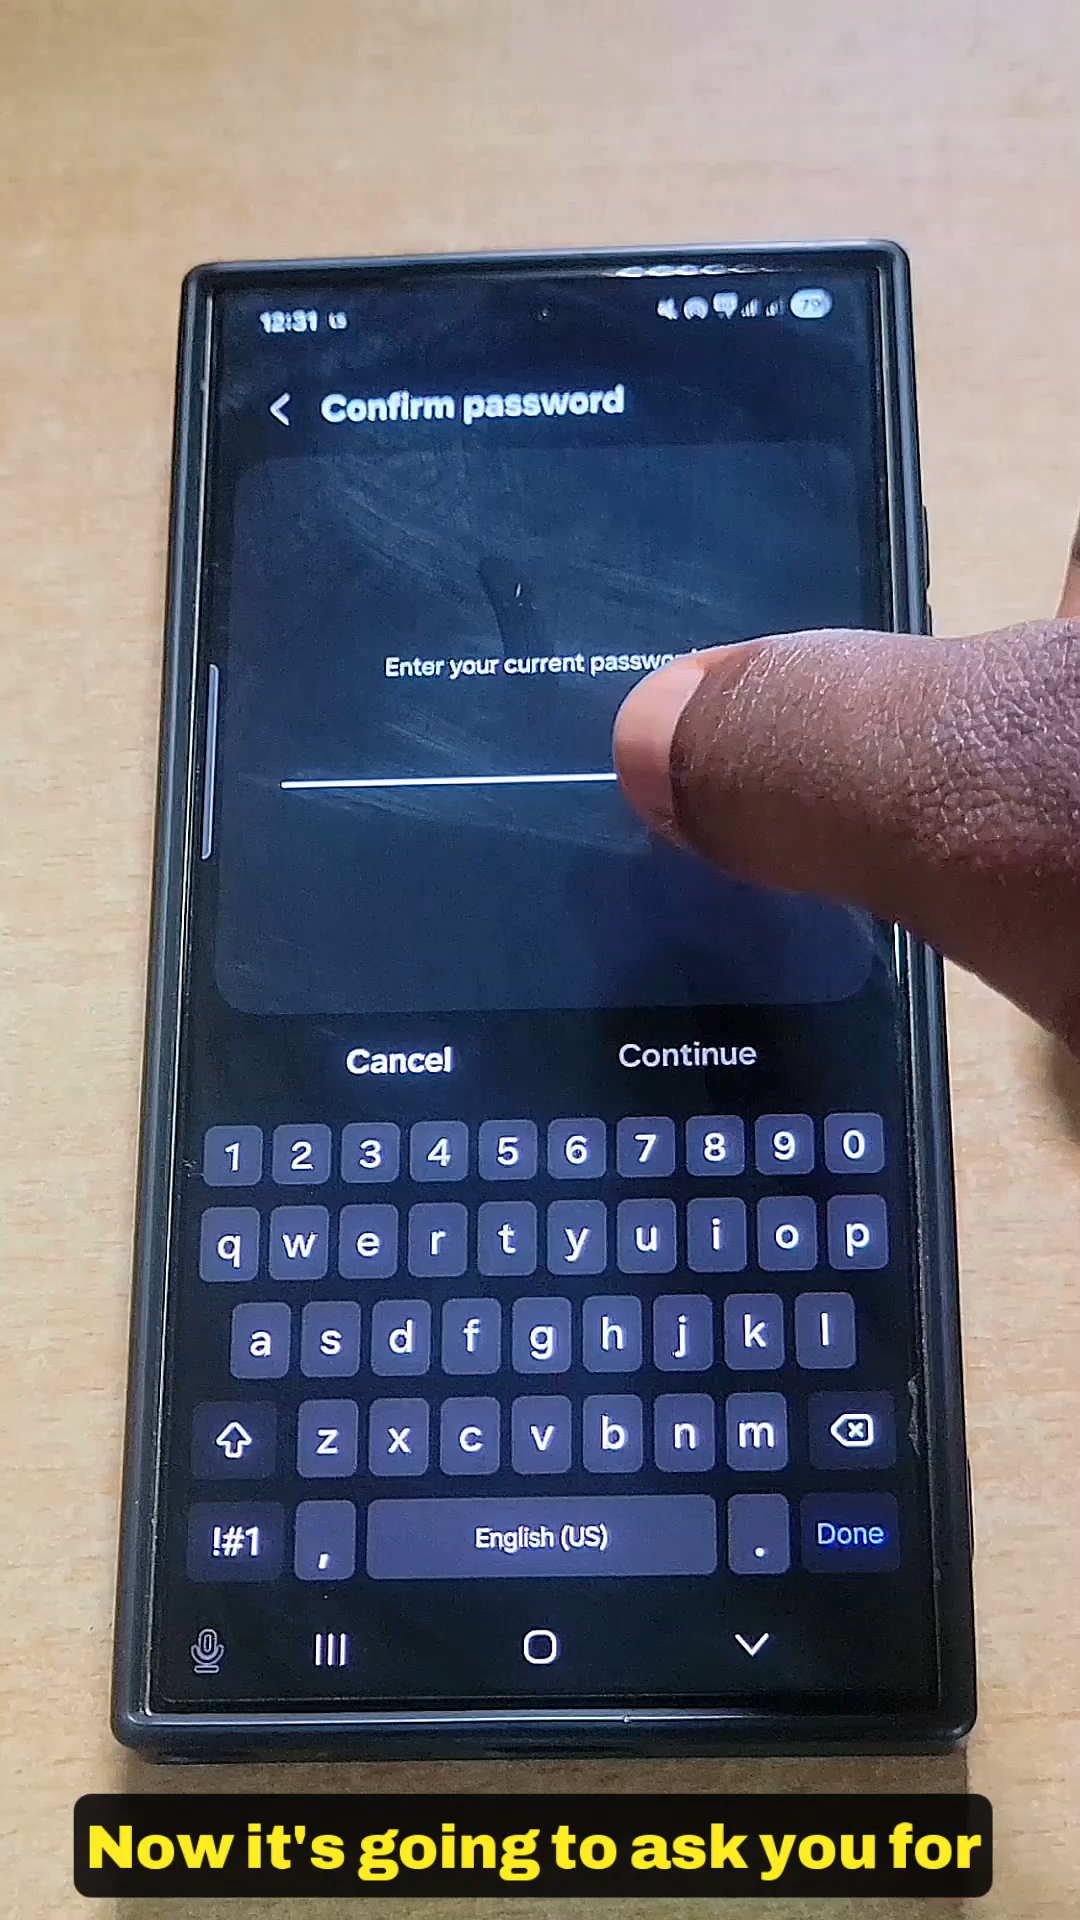 12:31
79
Confirm password
Enter your current
Cancel Continue
1 2 3 4 5 6 7 8 9 0
q w e r t y u i o p
a s d f g h j k l
z x c v b n m
!#1 , English (US) . Done
Now it's going to ask you for